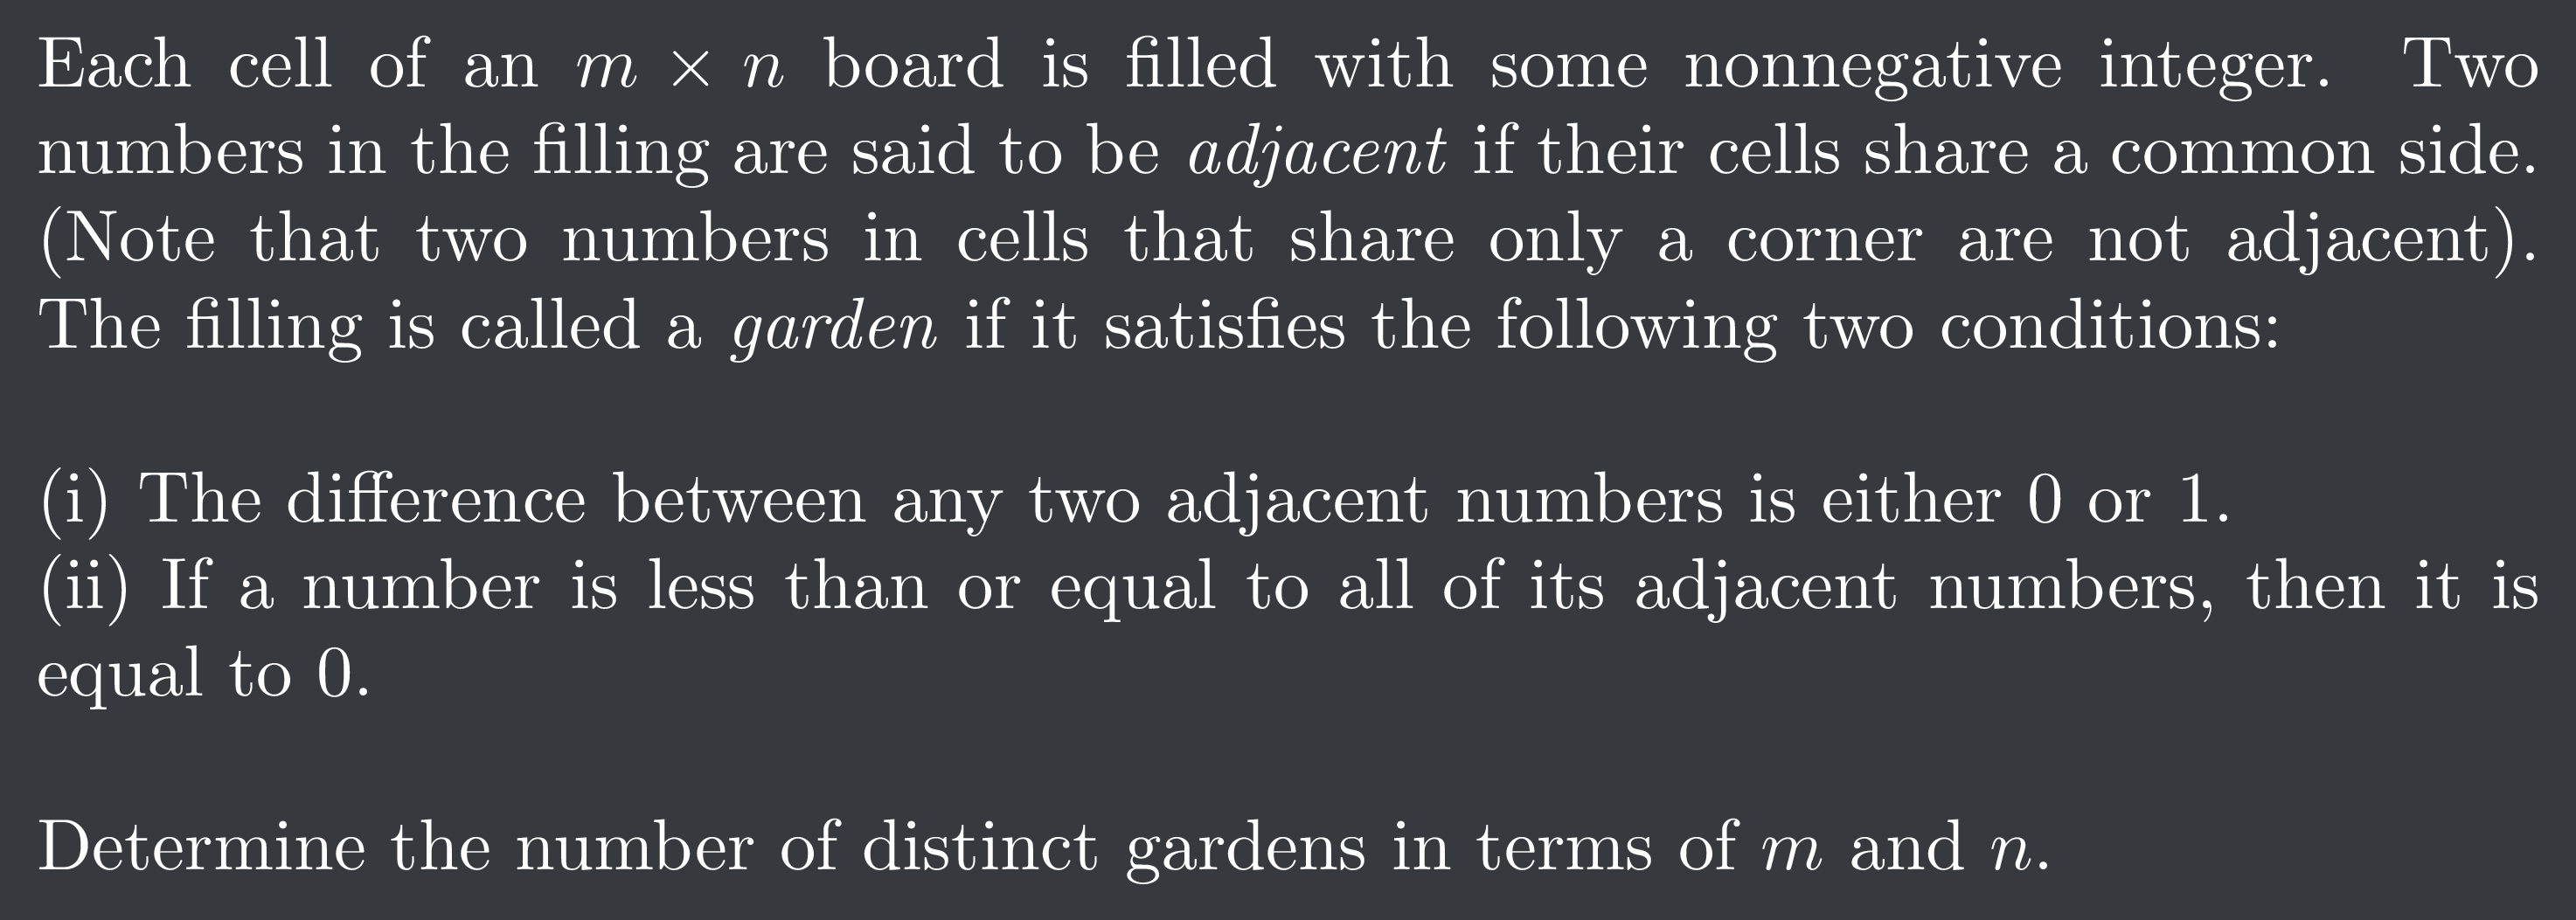 Each cell of an m × n board is filled with some nonnegative integer. Two
numbers in the filling are said to be adjacent if their cells share a common side.
(Note that two numbers in cells that share only a corner are not adjacent).
The filling is called a garden if it satisfies the following two conditions:
(i) The difference between any two adjacent numbers is either 0 or 1.
(ii) If a number is less than or equal to all of its adjacent numbers, then it is
equal to 0.
Determine the number of distinct gardens in terms of m and n.